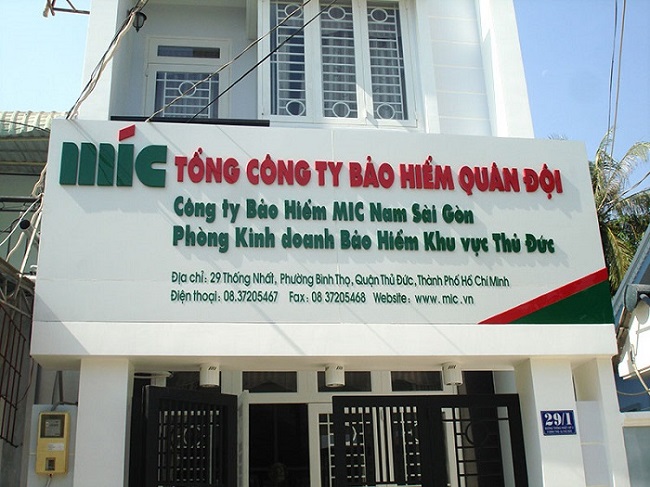 mic TỔNG CÔNG TY BẢO HIỂM QUÂN ĐỘI
Công ty Bảo Hiểm MIC Nam Sài Gòn
Phòng Kinh doanh Bảo Hiểm Khu vực Thủ Đức
Địa chỉ: 29 Thống Nhất, Phường Bình Thọ, Quận Thủ Đức, Thành Phố Hồ Chí Minh
Điện thoại: 08.37205467 Fax: 08 37205468 Website: www.mic.vn
29/1